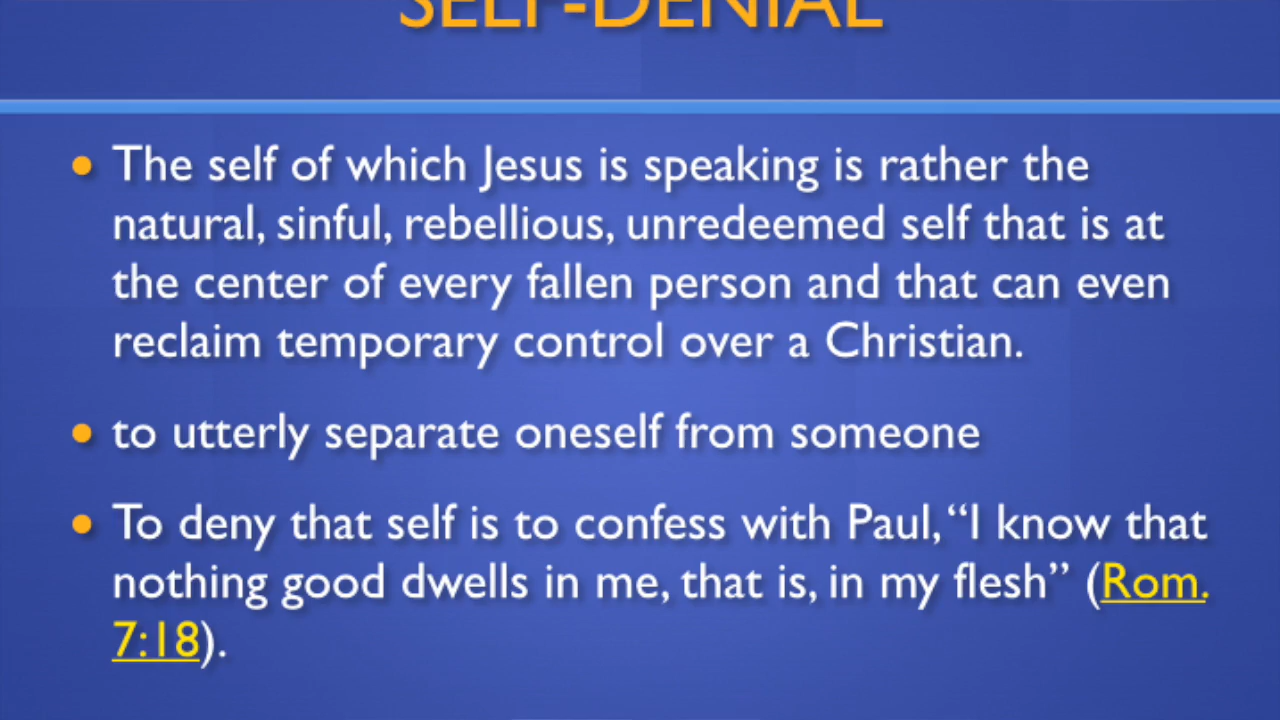 SELF-DENIAL
• The self of which Jesus is speaking is rather the
natural, sinful, rebellious, unredeemed self that is at
the center of every fallen person and that can even
reclaim temporary control over a Christian.
• to utterly separate oneself from someone
• To deny that self is to confess with Paul, “I know that
nothing good dwells in me, that is, in my flesh” (Rom.
7:18).